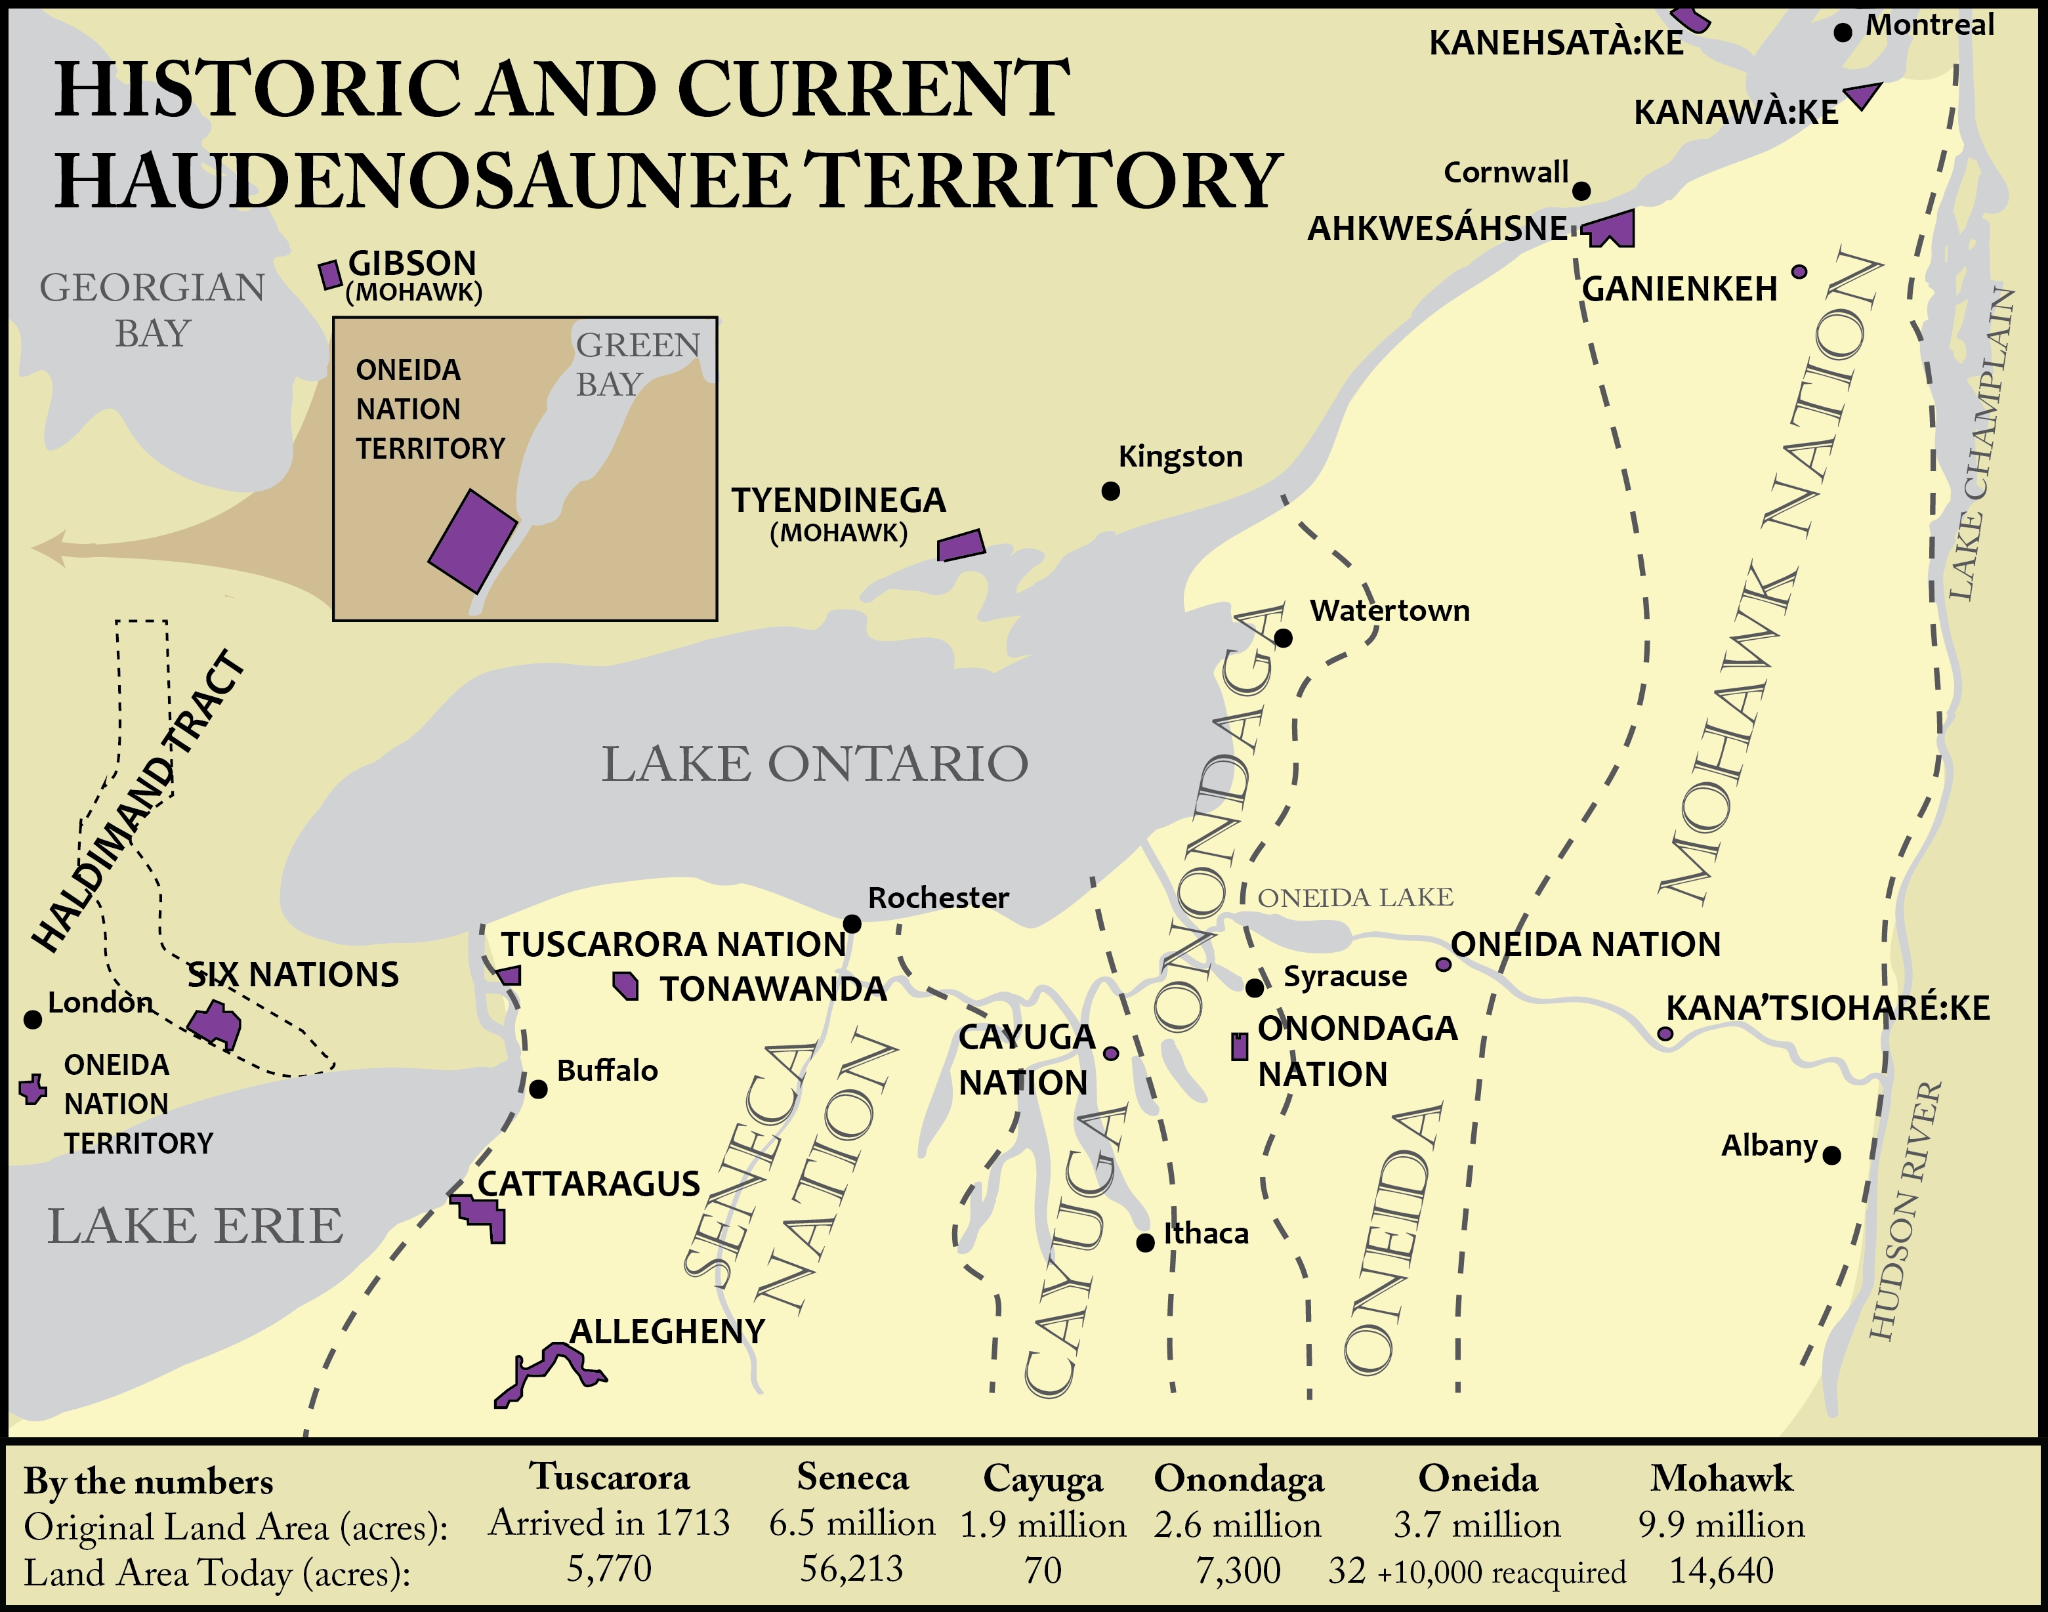 HISTORIC AND CURRENT
HAUDENOSAUNEE TERRITORY
KANEHSATÀ:KE
Montreal
KANAWÀ:KE
Cornwall
AHKWESÁHSNE
GANIENKEH
GEORGIAN
BAY
GIBSON
(MOHAWK)
ONEIDA
NATION
TERRITORY
GREEN
BAY
TYENDINEGA
(MOHAWK)
Kingston
Watertown
MOHAWK NATION
LAKE CHAMPLAIN
HALDIMAND TRACT
LAKE ONTARIO
ONONDAGA
Rochester
ONEIDA LAKE
TUSCARORA NATION
TONAWANDA
ONEIDA NATION
SIX NATIONS
Syracuse
London
KANA’TSIOHARÉ:KE
CAYUGA
NATION
ONONDAGA
NATION
ONEIDA
NATION
TERRITORY
Buffalo
SENECA
NATION
CAYUGA
ONEIDA
Albany
HUDSON RIVER
CATTARAGUS
LAKE ERIE
Ithaca
ALLEGHENY
By the numbers Tuscarora Seneca Cayuga Onondaga Oneida Mohawk
Original Land Area (acres): Arrived in 1713 6.5 million 1.9 million 2.6 million 3.7 million 9.9 million
Land Area Today (acres): 5,770 56,213 70 7,300 32 +10,000 reacquired 14,640